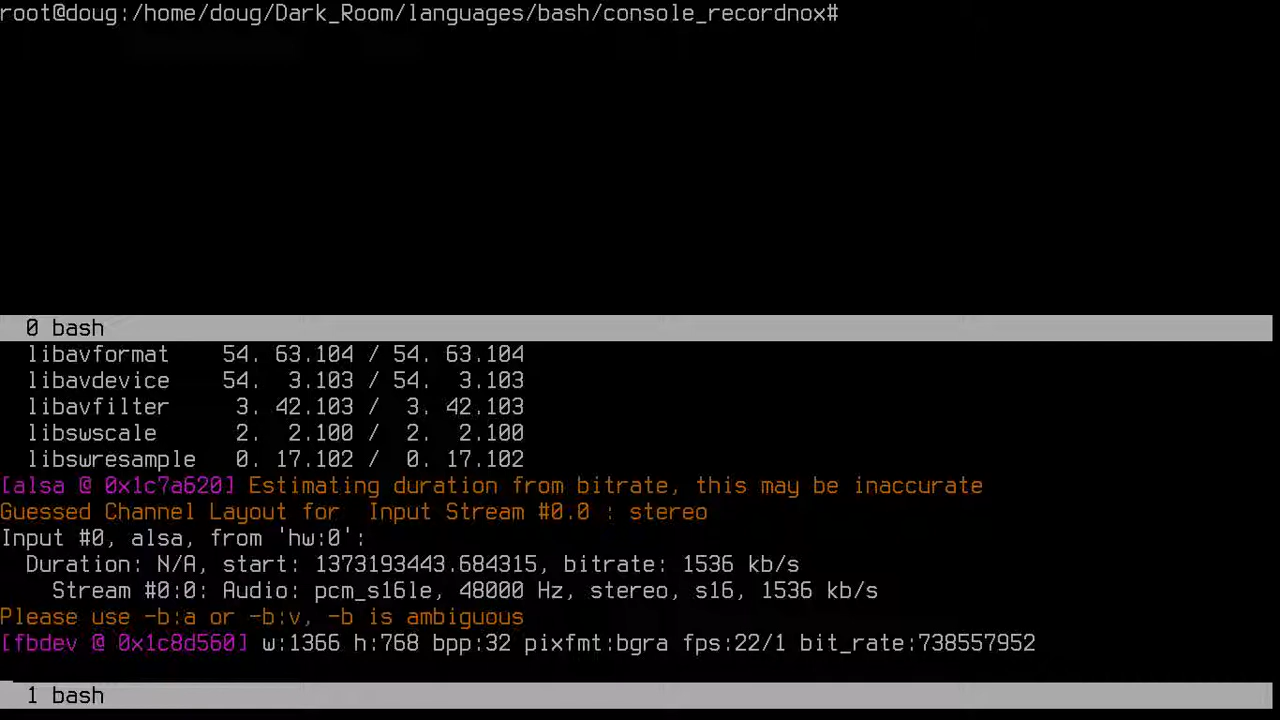 root@doug:/home/doug/Dark_Room/languages/bash/console_recordnox#
0 bash
libavformat    54. 63.104 / 54. 63.104
libavdevice    54.  3.103 / 54.  3.103
libavfilter     3. 42.103 /  3. 42.103
libswscale      2.  2.100 /  2.  2.100
libswresample   0. 17.102 /  0. 17.102
[alsa @ 0x1c7a620] Estimating duration from bitrate, this may be inaccurate
Guessed Channel Layout for  Input Stream #0.0 : stereo
Input #0, alsa, from 'hw:0':
  Duration: N/A, start: 1373193443.684315, bitrate: 1536 kb/s
    Stream #0:0: Audio: pcm_s16le, 48000 Hz, stereo, s16, 1536 kb/s
Please use -b:a or -b:v, -b is ambiguous
[fbdev @ 0x1c8d560] w:1366 h:768 bpp:32 pixfmt:bgra fps:22/1 bit_rate:738557952
1 bash